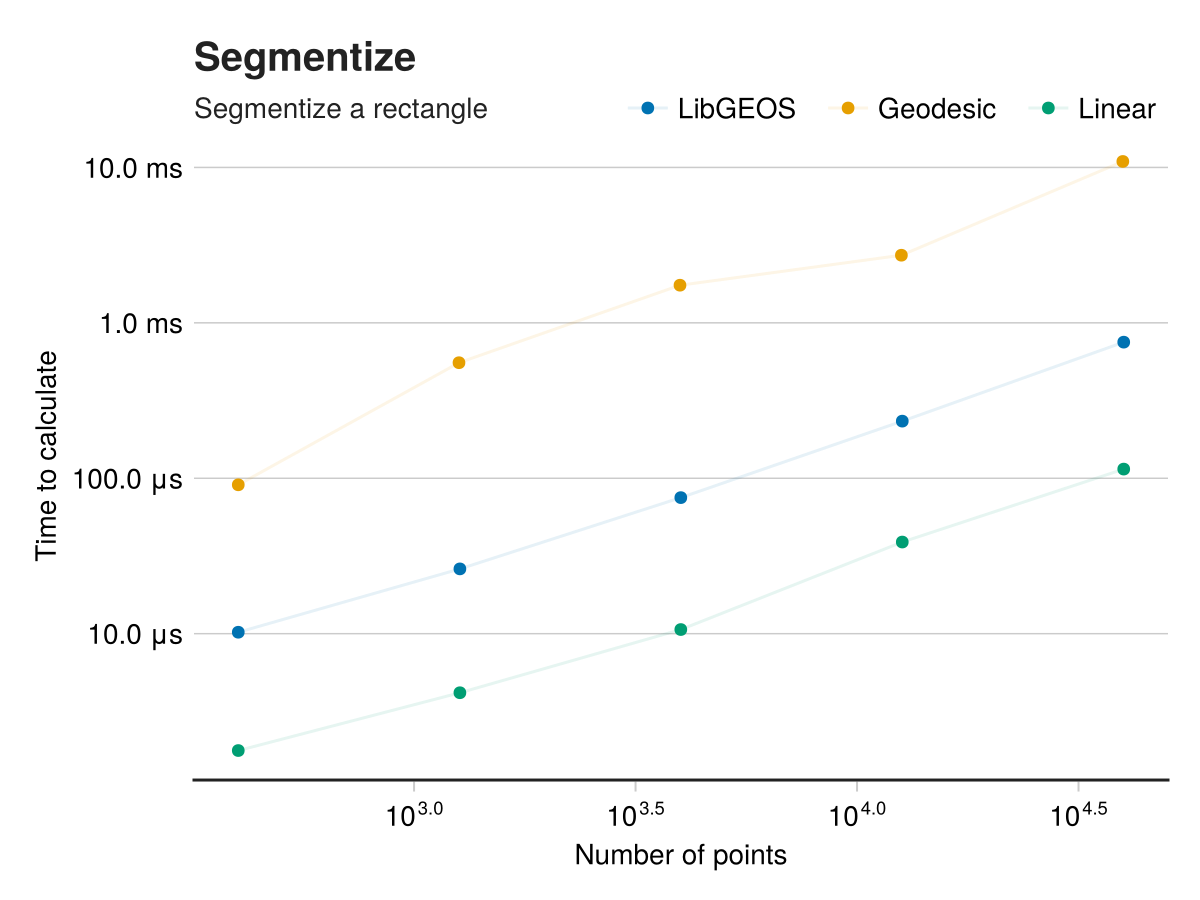 Segmentize
Segmentize a rectangle
LibGEOS
Geodesic
Linear
10.0 ms
1.0 ms
100.0 µs
10.0 µs
Time to calculate
10^3.0
10^3.5
10^4.0
10^4.5
Number of points